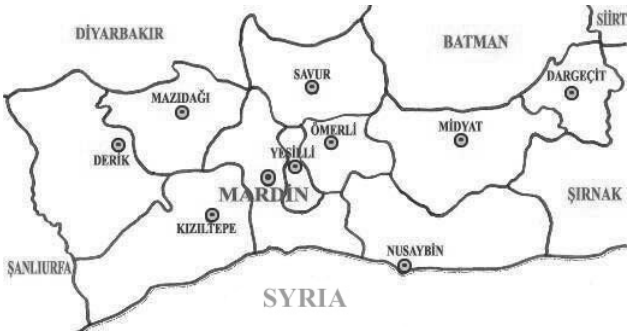 SİİRT
DİYARBAKIR
BATMAN
SAVUR
DARGEÇİT
MAZIDAĞI
ÖMERLİ
MİDYAT
DERİK
YEŞİLLİ
MARDİN
ŞIRNAK
KIZILTEPE
NUSAYBİN
ŞANLIURFA
SYRIA